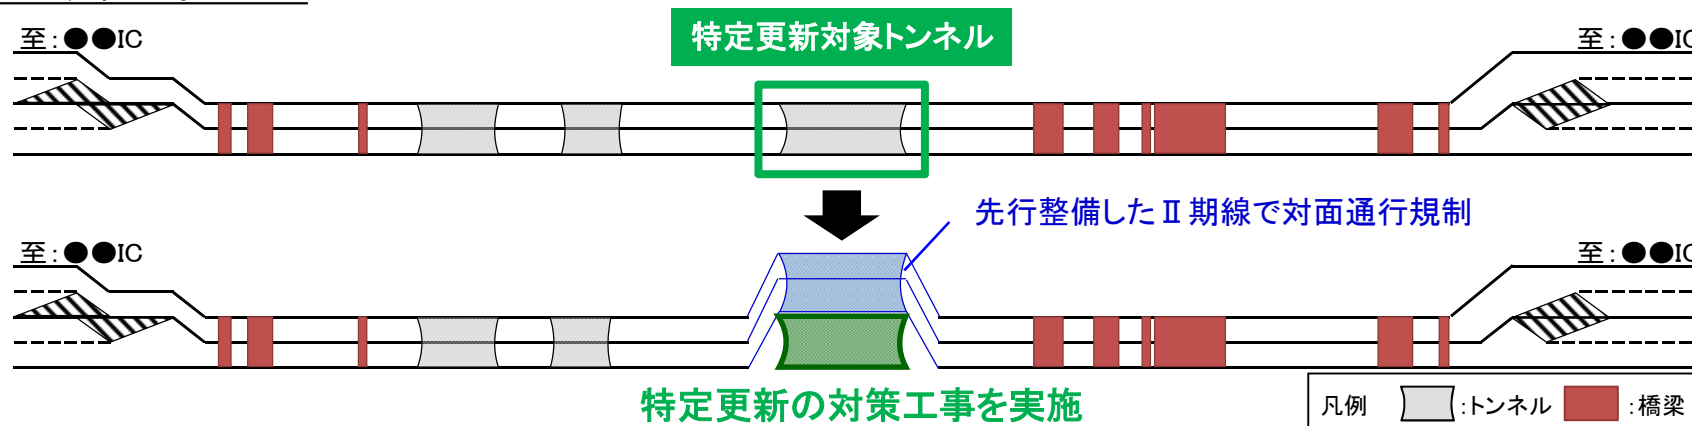 特定更新対象トンネル
至:●●IC
至:●●IC
先行整備したⅡ期線で対面通行規制
至:●●IC
至:●●IC
特定更新の対策工事を実施
凡例 :トンネル :橋梁